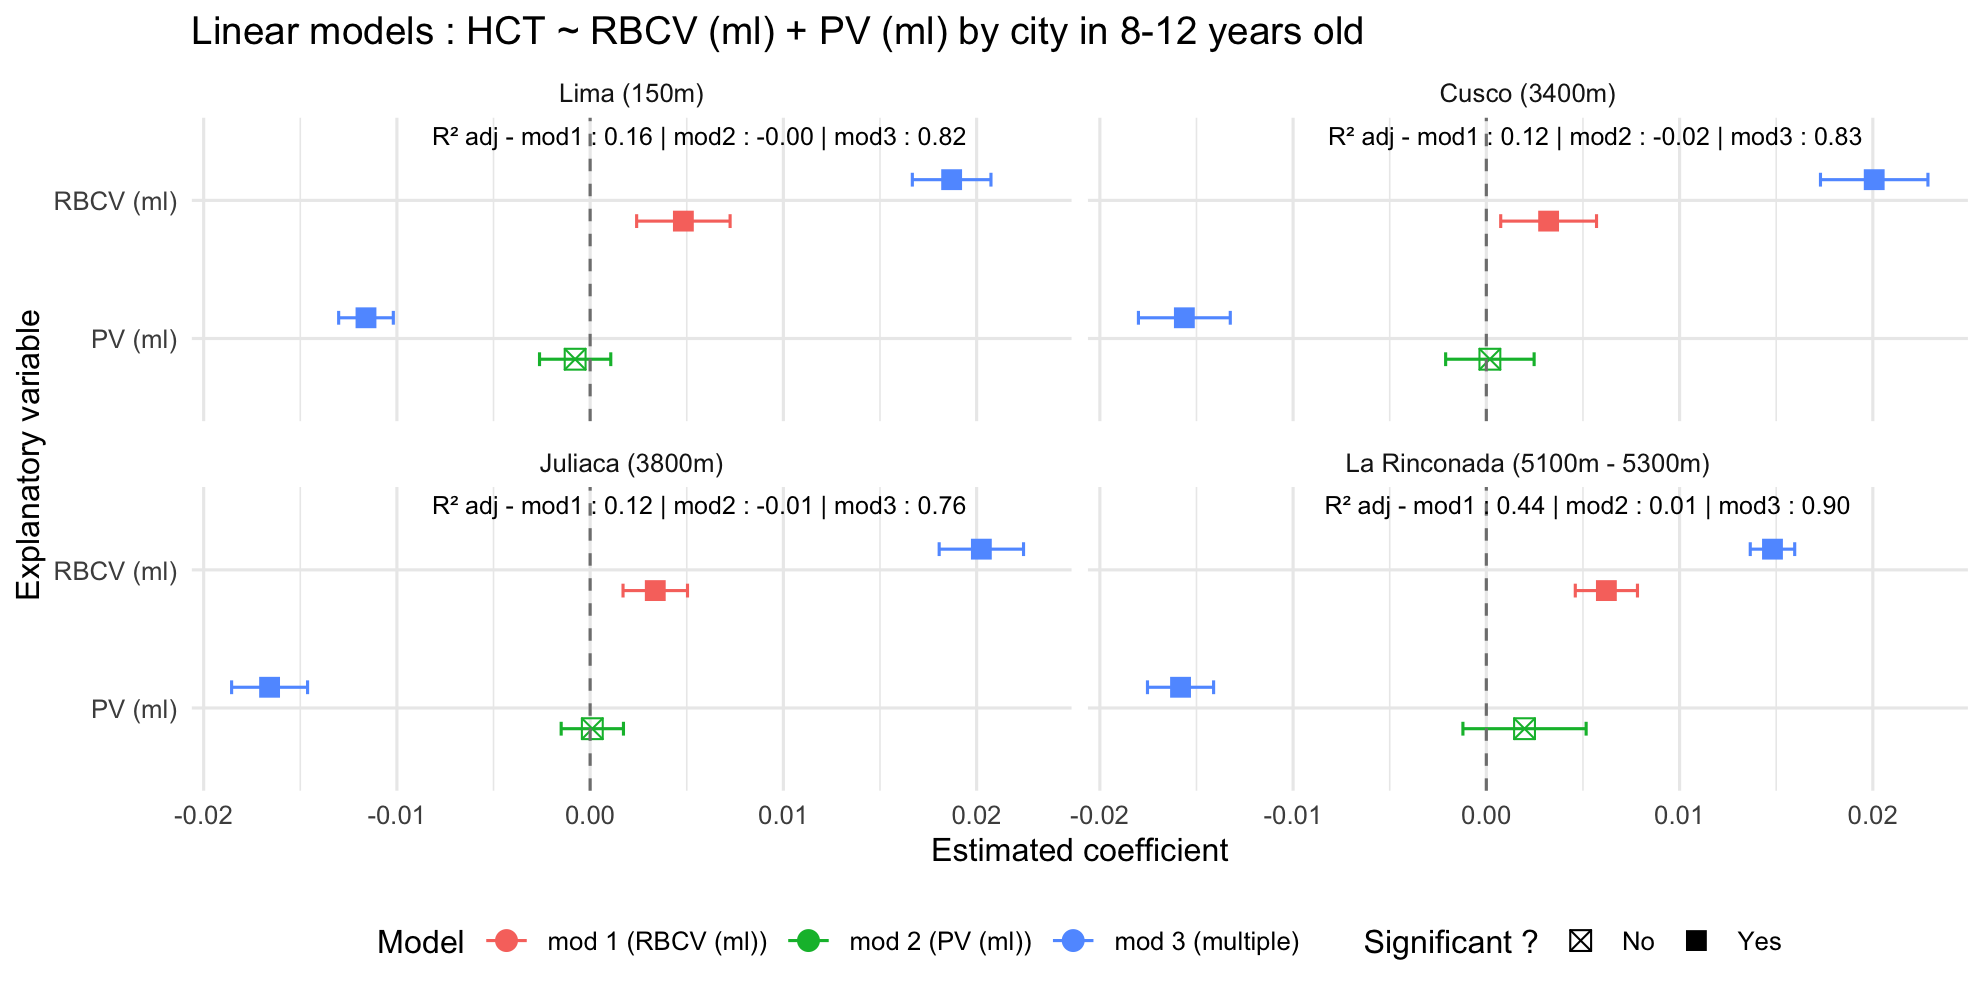 Linear models : HCT ~ RBCV (ml) + PV (ml) by city in 8-12 years old
Lima (150m)
Cusco (3400m)
R² adj - mod1 : 0.16 | mod2 : -0.00 | mod3 : 0.82
R² adj - mod1 : 0.12 | mod2 : -0.02 | mod3 : 0.83
RBCV (ml)
PV (ml)
Explanatory variable
Juliaca (3800m)
La Rinconada (5100m - 5300m)
R² adj - mod1 : 0.12 | mod2 : -0.01 | mod3 : 0.76
R² adj - mod1 : 0.44 | mod2 : 0.01 | mod3 : 0.90
RBCV (ml)
PV (ml)
-0.02 -0.01 0.00 0.01 0.02
-0.02 -0.01 0.00 0.01 0.02
Estimated coefficient
Model mod 1 (RBCV (ml)) mod 2 (PV (ml)) mod 3 (multiple) Significant ? No Yes